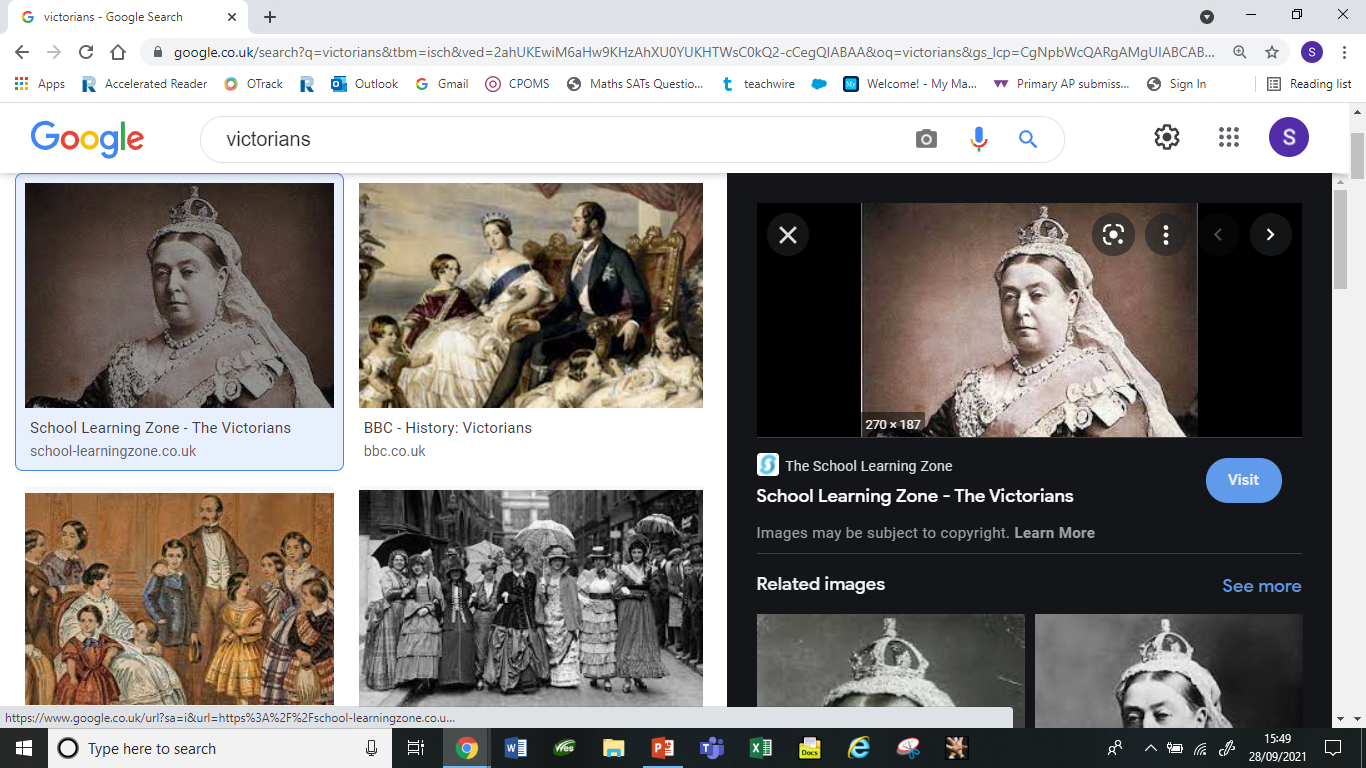 victorians - Google Search
google.co.uk/search?q=victorians&tbm=isch&ved=2ahUKEwiM6aHw9KHzAhXU0YUKHTWsC0kQ2-cCegQIABAA&oq=victorians&gs_lcp=CgNpbWcQARgAMgUIABCAB...
S
Apps Accelerated Reader OTrack Outlook Gmail CPOMS Maths SATs Questio... teachwire Welcome! - My Ma... Primary AP submiss... Sign In Reading list
Google victorians S
270 × 187
School Learning Zone - The Victorians
school-learningzone.co.uk
BBC - History: Victorians
bbc.co.uk
The School Learning Zone
School Learning Zone - The Victorians
Visit
Images may be subject to copyright. Learn More
Related images See more
https://www.google.co.uk/url?sa=i&url=https%3A%2F%2Fschool-learningzone.co.u...
Type here to search
Docs
15:49
28/09/2021